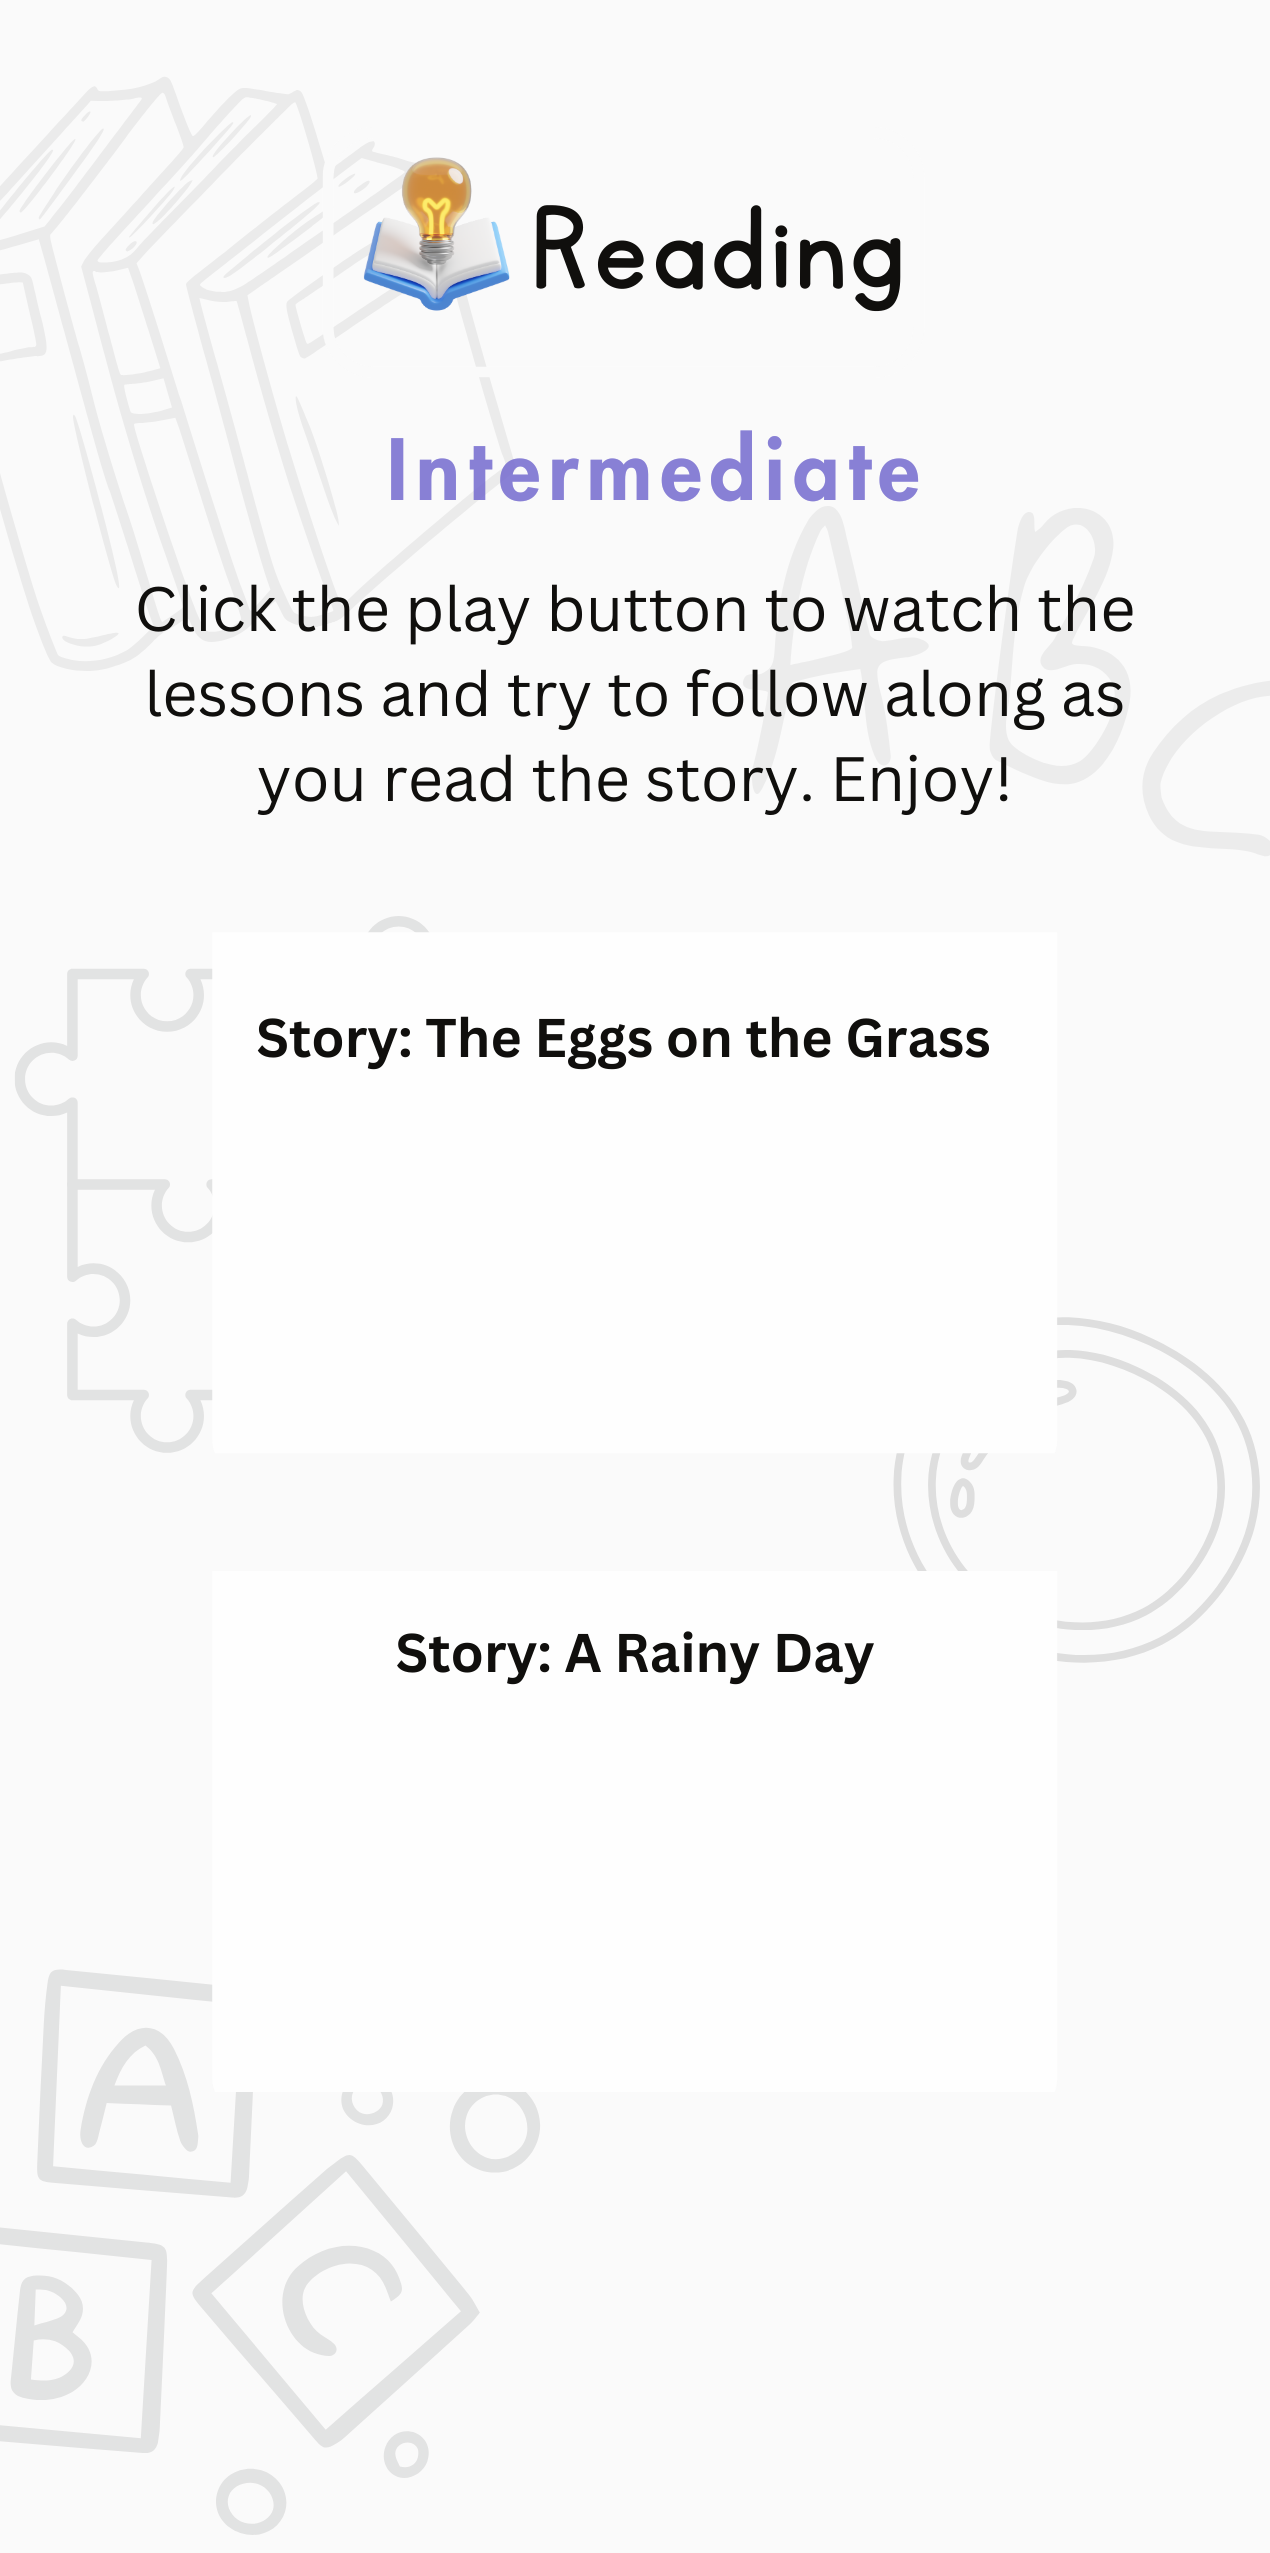 Reading
Intermediate
Click the play button to watch the
lessons and try to follow along as
you read the story. Enjoy!
A B
Story: The Eggs on the Grass
Story: A Rainy Day
A
B
C